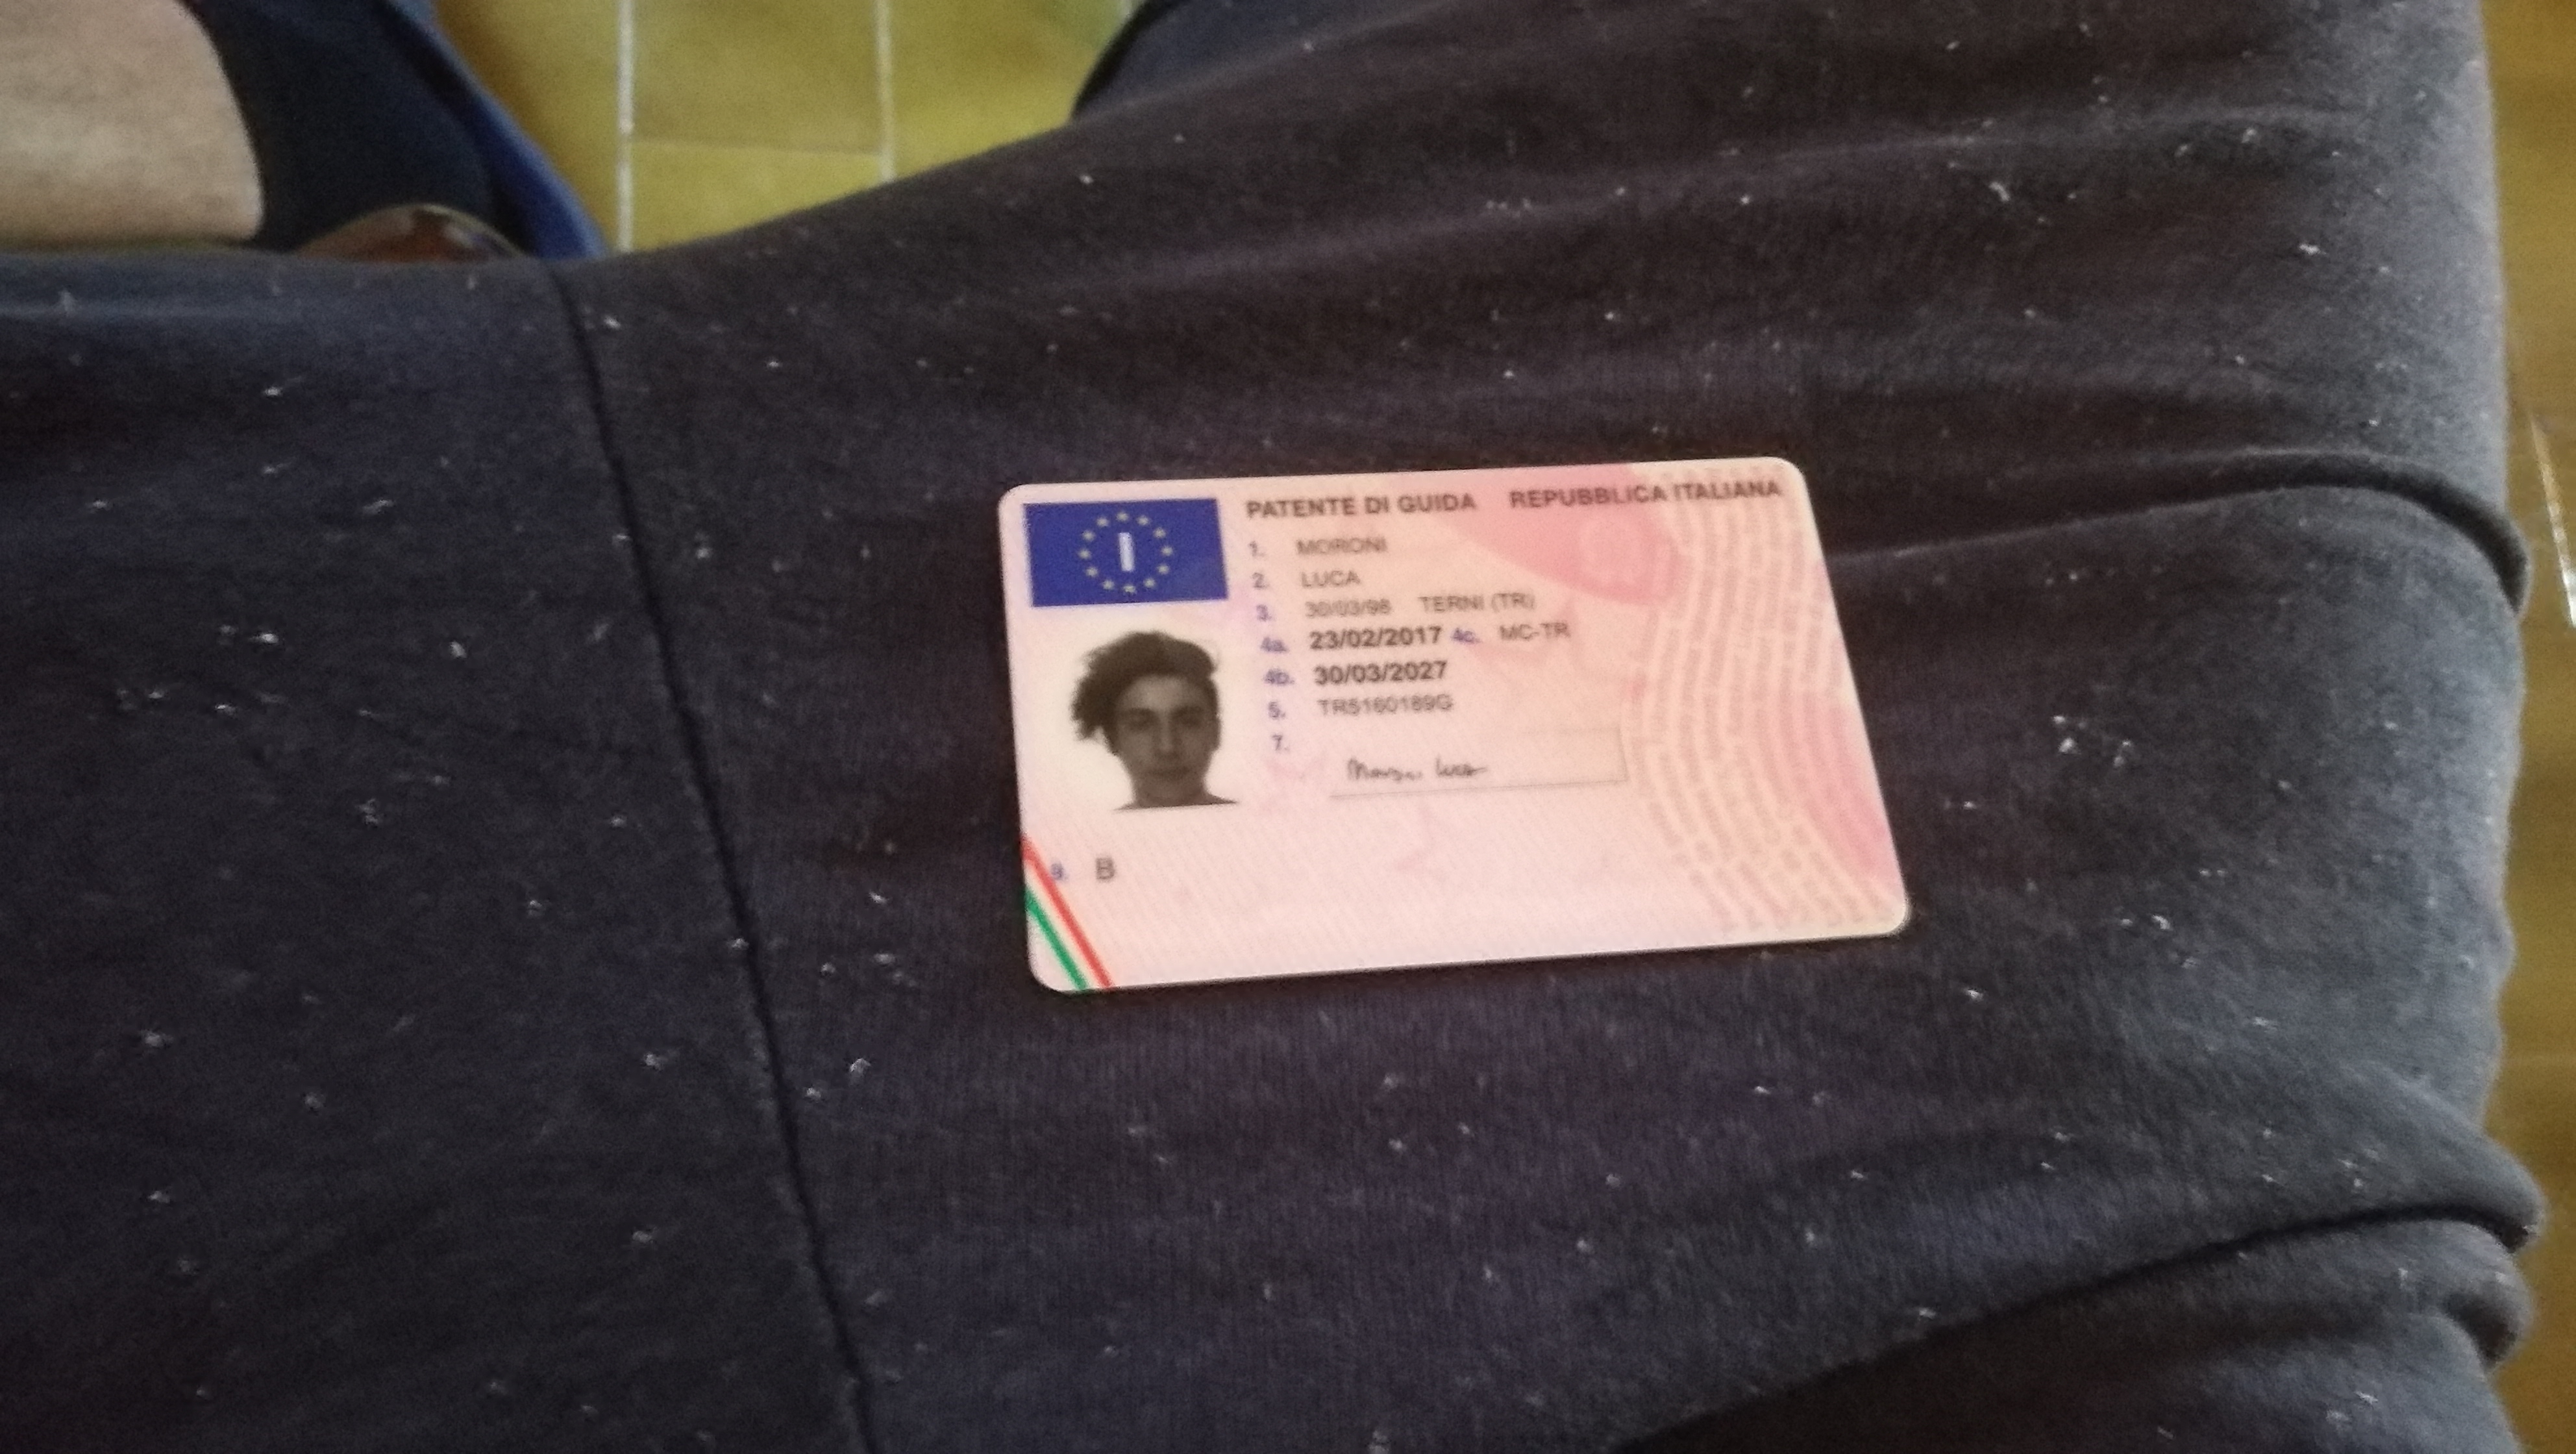 I
PATENTE DI GUIDA REPUBBLICA ITALIANA
1. MORONI
2. LUCA
3. 30/03/98 TERNI (TR)
4a. 23/02/2017 4c. MC-TR
4b. 30/03/2027
5. TR5160189G
7. Moroni Luca
9. B